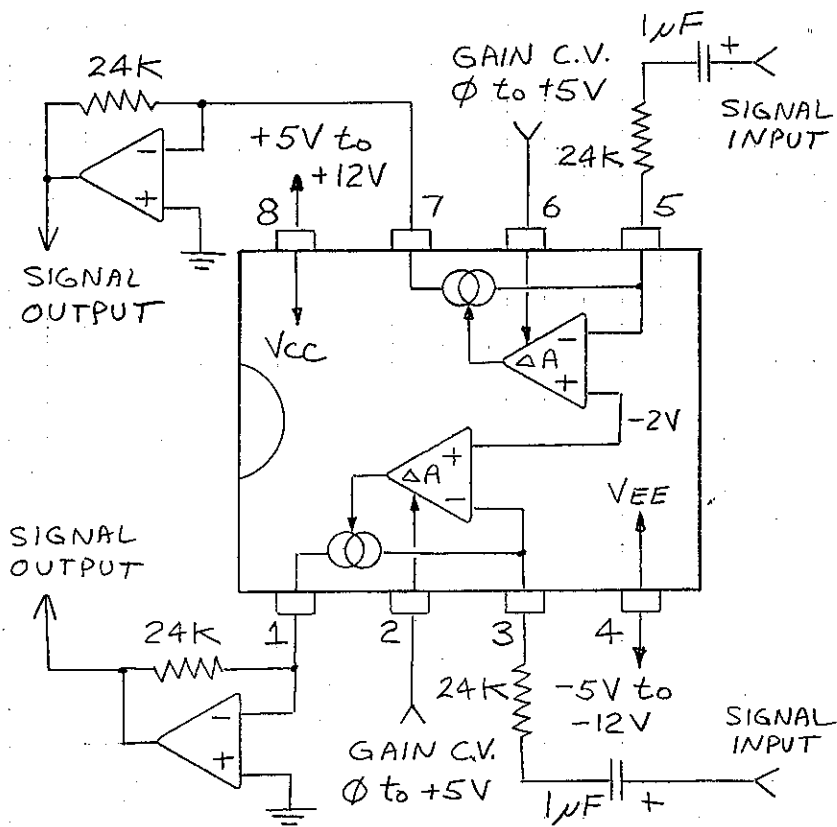 1µF
+
GAIN C.V.
Ø to +5V
24K
SIGNAL
INPUT
24K
+5V to
+12V
-
+
8
7
6
5
SIGNAL
OUTPUT
VCC
-
ΔA
+
-2V
+
ΔA
-
VEE
SIGNAL
OUTPUT
24K
1
2
3
4
24K
-5V to
-12V
-
+
SIGNAL
INPUT
GAIN C.V.
Ø to +5V
1µF
+